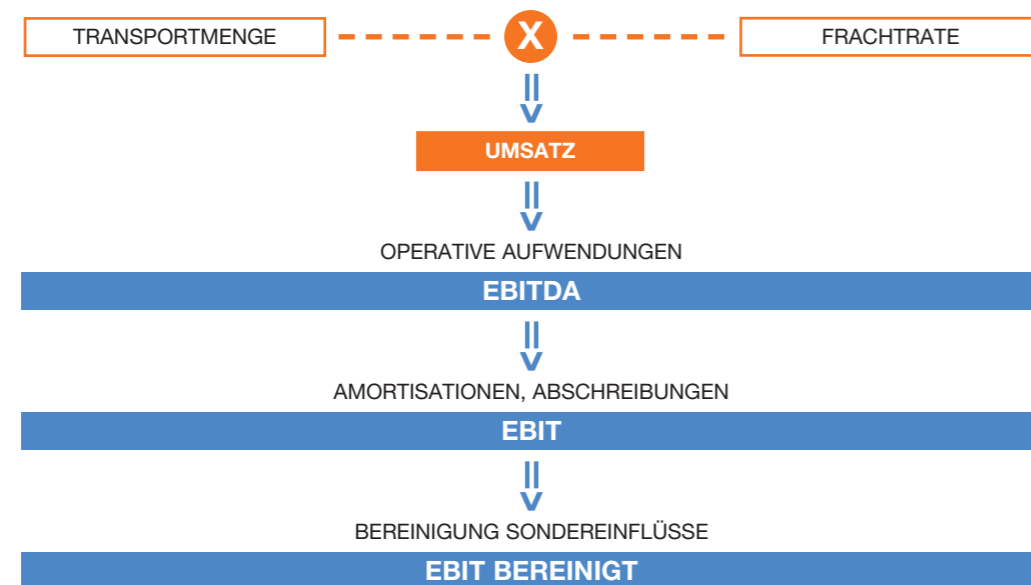 TRANSPORTMENGE X FRACHTRATE
UMSATZ
OPERATIVE AUFWENDUNGEN
EBITDA
AMORTISATIONEN, ABSCHREIBUNGEN
EBIT
BEREINIGUNG SONDEREINFLÜSSE
EBIT BEREINIGT